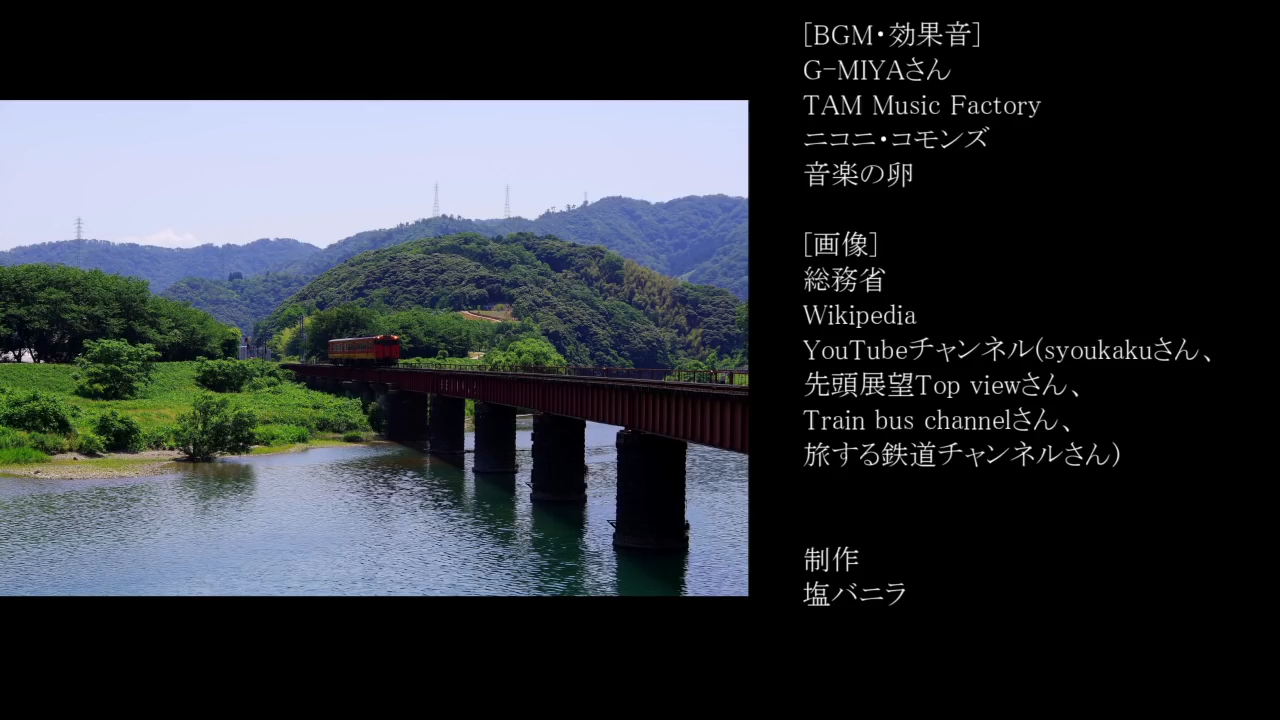 [BGM・効果音]
G-MIYAさん
TAM Music Factory
ニコニ・コモンズ
音楽の卵
[画像]
総務省
Wikipedia
YouTubeチャンネル(syoukakuさん、
先頭展望Top viewさん、
Train bus channelさん、
旅する鉄道チャンネルさん)
制作
塩バニラ